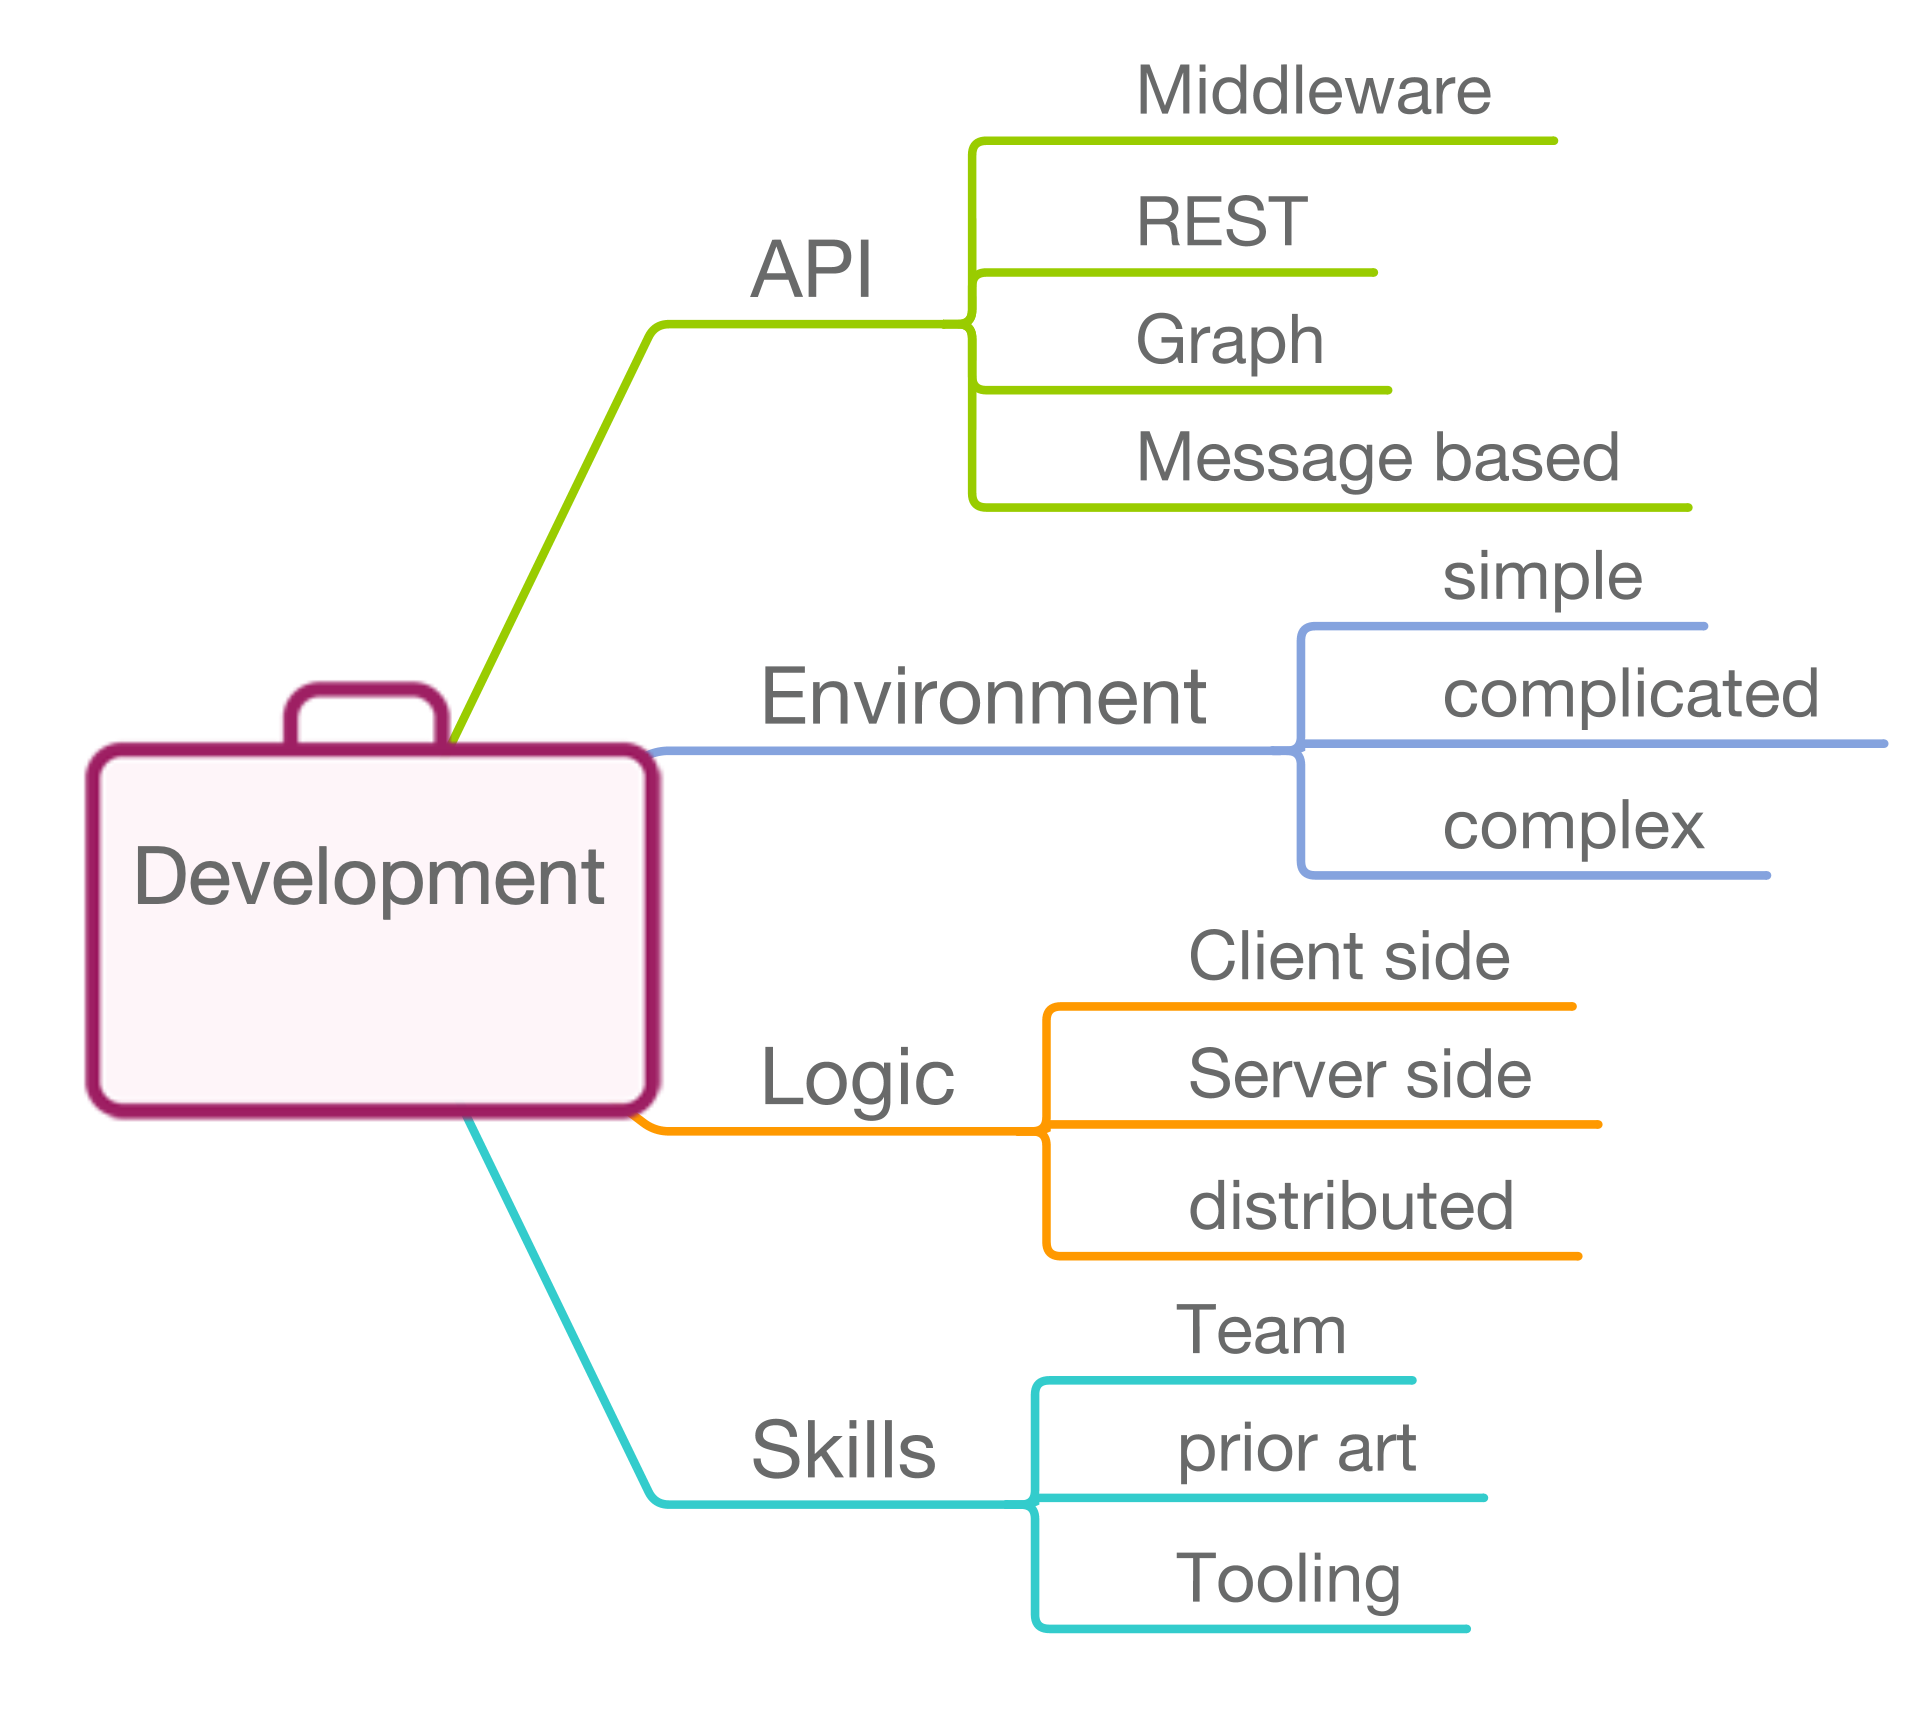 Development
API
Middleware
REST
Graph
Message based
Environment
simple
complicated
complex
Logic
Client side
Server side
distributed
Skills
Team
prior art
Tooling